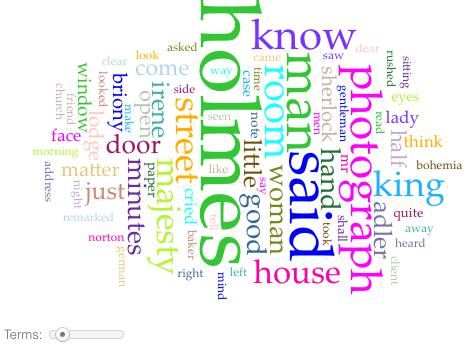 holmes
know
asked
look
clear
come
way
came
saw
dear
rushed
sitting
window
looked
briony
make
irene
open
side
case
time
room
man
sherlock
gentleman
photograph
eyes
church
friend
lodge
street
seen
note
men
read
lady
face
door
little
half
think
morning
matter
minutes
paper
majesty
like
say
woman
said
hand
mr
bohemia
address
night
just
cried
tell
good
king
remarked
baker
took
shall
adler
quite
away
norton
german
right
mind
left
house
heard
client
Terms: